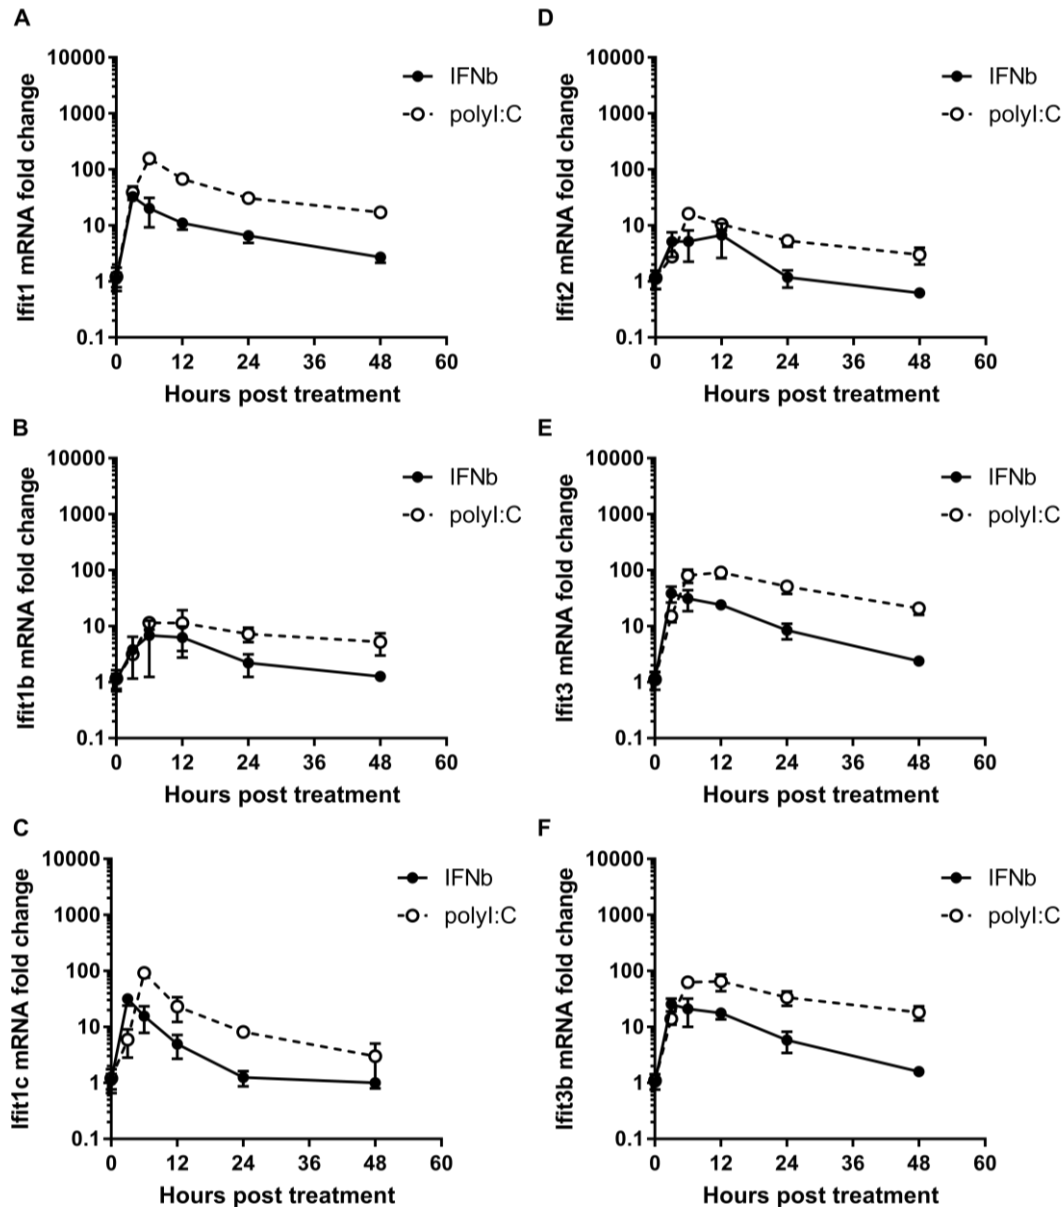 A
Ifit1 mRNA fold change
10000
1000
100
10
1
0.1
IFNb
polyI:C
0 12 24 36 48 60
Hours post treatment
B
Ifit1b mRNA fold change
10000
1000
100
10
1
0.1
IFNb
polyI:C
0 12 24 36 48 60
Hours post treatment
C
Ifit1c mRNA fold change
10000
1000
100
10
1
0.1
IFNb
polyI:C
0 12 24 36 48 60
Hours post treatment
D
Ifit2 mRNA fold change
10000
1000
100
10
1
0.1
IFNb
polyI:C
0 12 24 36 48 60
Hours post treatment
E
Ifit3 mRNA fold change
10000
1000
100
10
1
0.1
IFNb
polyI:C
0 12 24 36 48 60
Hours post treatment
F
Ifit3b mRNA fold change
10000
1000
100
10
1
0.1
IFNb
polyI:C
0 12 24 36 48 60
Hours post treatment